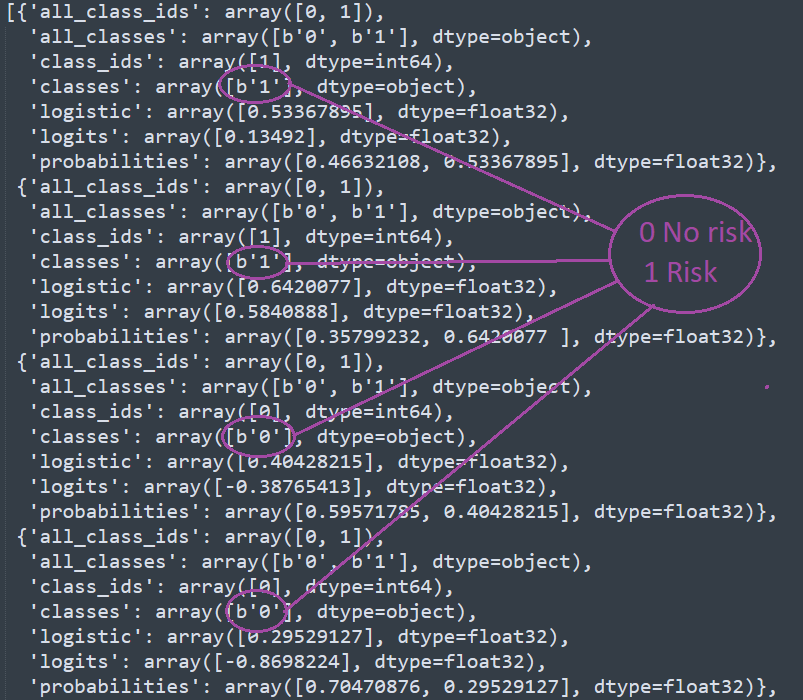 [{'all_class_ids': array([0, 1]),
'all_classes': array([b'0', b'1'], dtype=object),
'class_ids': array([1], dtype=int64),
'classes': array([b'1'], dtype=object),
'logistic': array([0.53367895], dtype=float32),
'logits': array([0.13492], dtype=float32),
'probabilities': array([0.46632108, 0.53367895], dtype=float32)},
{'all_class_ids': array([0, 1]),
'all_classes': array([b'0', b'1'], dtype=object),
'class_ids': array([1], dtype=int64),
0 No risk
'classes': array([b'1'], dtype=object),
1 Risk
'logistic': array([0.6420077], dtype=float32),
'logits': array([0.5840888], dtype=float32),
'probabilities': array([0.35799232, 0.6420077 ], dtype=float32)},
{'all_class_ids': array([0, 1]),
'all_classes': array([b'0', b'1'], dtype=object),
'class_ids': array([0], dtype=int64),
'classes': array([b'0'], dtype=object),
'logistic': array([0.40428215], dtype=float32),
'logits': array([-0.38765413], dtype=float32),
'probabilities': array([0.59571785, 0.40428215], dtype=float32)},
{'all_class_ids': array([0, 1]),
'all_classes': array([b'0', b'1'], dtype=object),
'class_ids': array([0], dtype=int64),
'classes': array([b'0'], dtype=object),
'logistic': array([0.29529127], dtype=float32),
'logits': array([-0.8698224], dtype=float32),
'probabilities': array([0.70470876, 0.29529127], dtype=float32)},